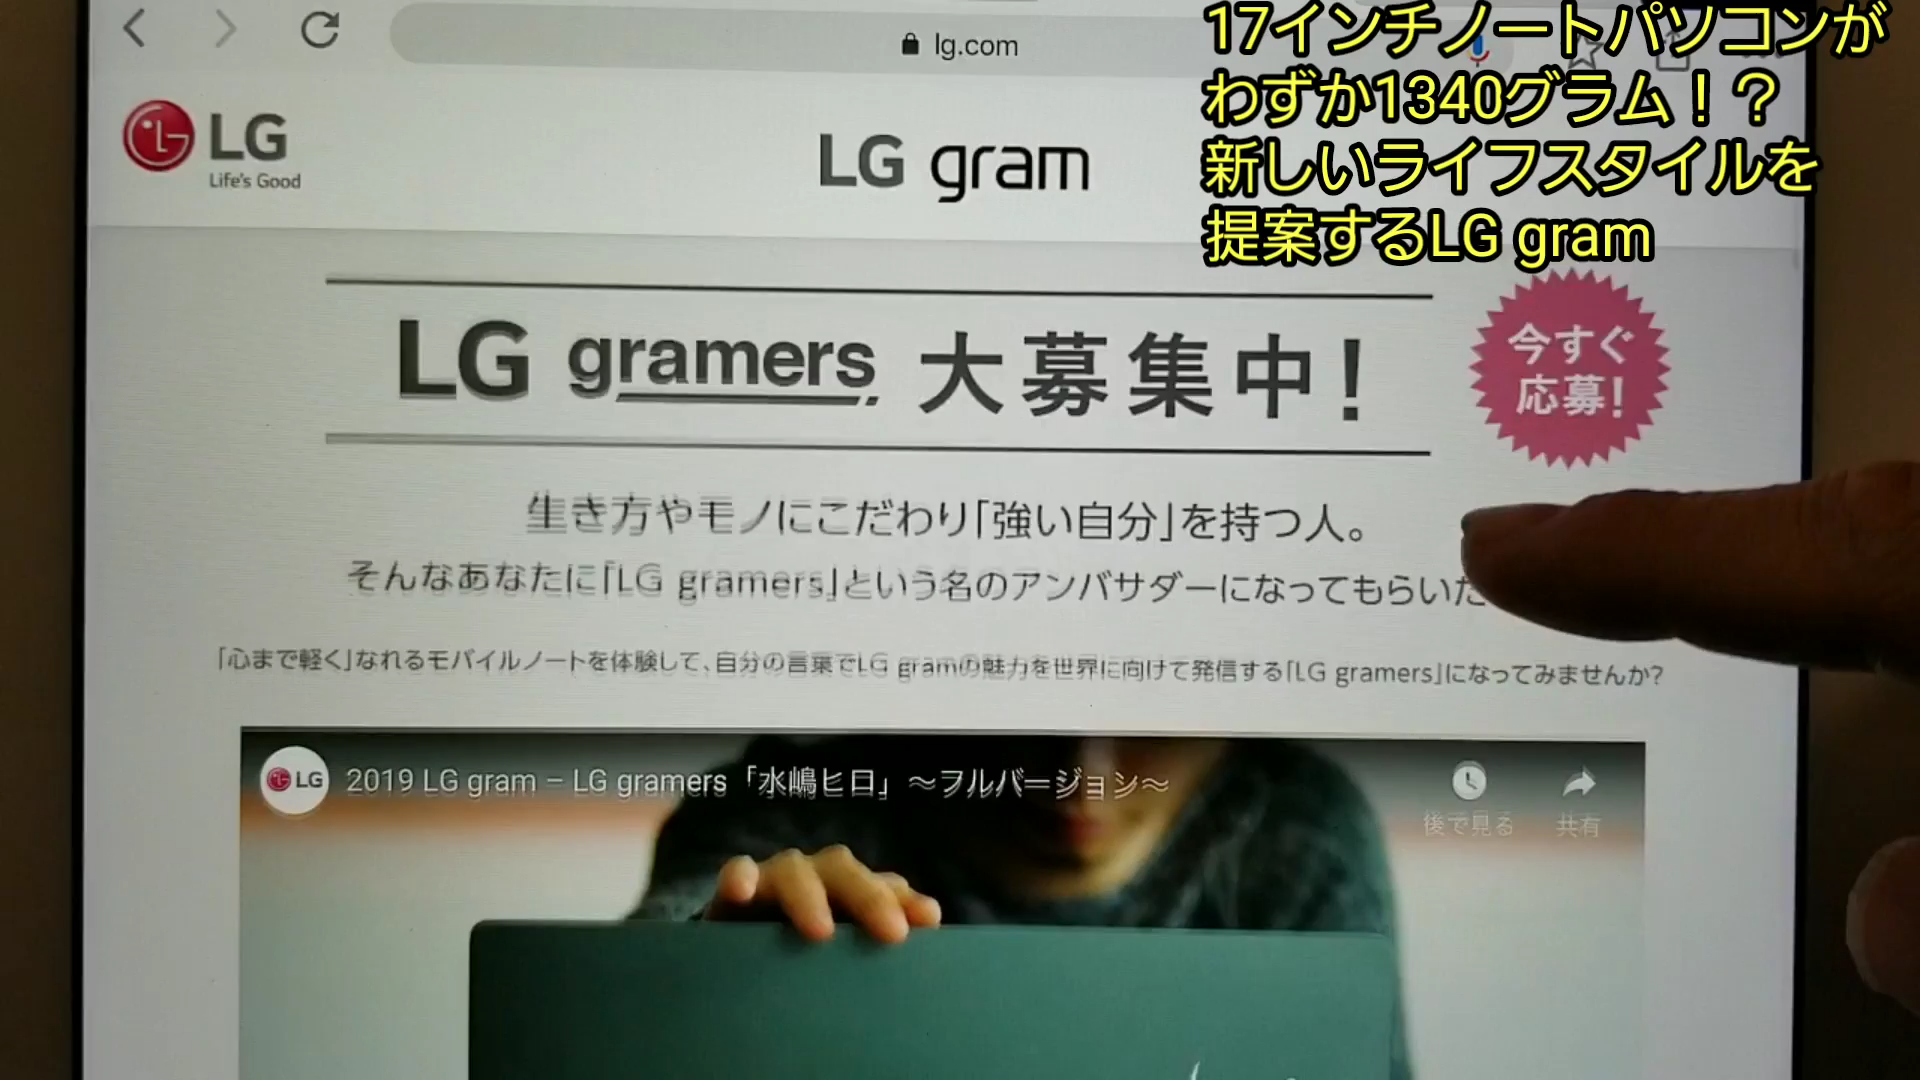 lg.com
17インチノートパソコンが
わずか1340グラム！？
新しいライフスタイルを
提案するLG gram
LG
Life's Good
LG gram
LG gramers 大募集中！
今すぐ
応募！
生き方やモノにこだわり「強い自分」を持つ人。
そんなあなたに「LG gramers」という名のアンバサダーになってもらいた
「心まで軽く」なれるモバイルノートを体験して、自分の言葉でLG gramの魅力を世界に向けて発信する「LG gramers」になってみませんか？
LG
2019 LG gram – LG gramers「水嶋ヒロ」～フルバージョン～
後で見る
共有